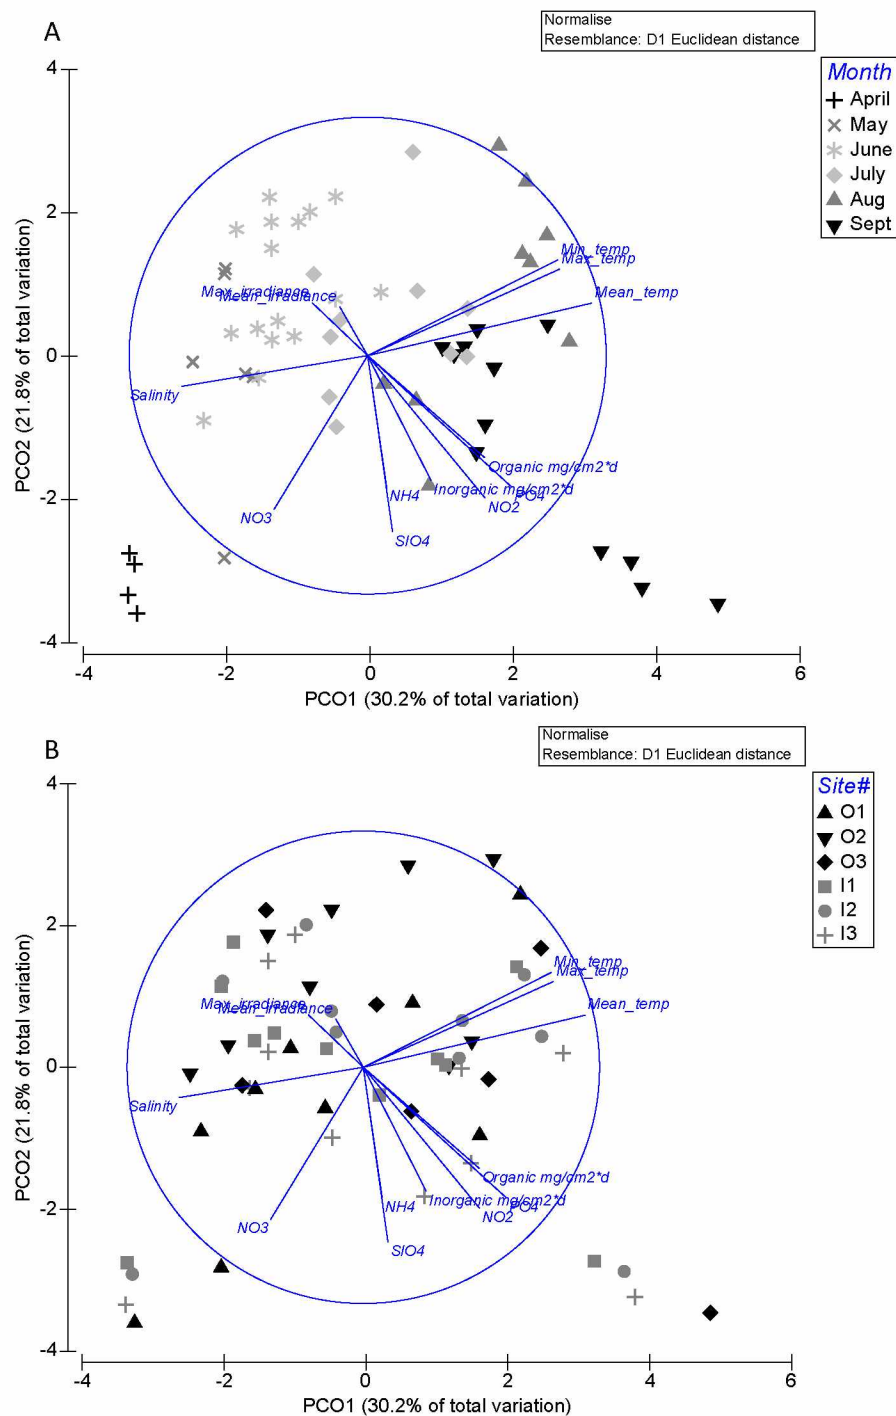 A
Normalise
Resemblance: D1 Euclidean distance
Month
April
May
June
July
Aug
Sept
4
2
0
-2
-4
PCO2 (21.8% of total variation)
Min_temp
Max_temp
Mean_temp
Max_irradiance
Mean_irradiance
Salinity
Organic mg/cm2*d
Inorganic mg/cm2*d
PO4
NH4
NO2
NO3
SIO4
-4
-2
0
2
4
6
PCO1 (30.2% of total variation)
B
Normalise
Resemblance: D1 Euclidean distance
Site#
O1
O2
O3
I1
I2
I3
4
2
0
-2
-4
PCO2 (21.8% of total variation)
Min_temp
Max_temp
Mean_temp
Max_irradiance
Mean_irradiance
Salinity
Organic mg/cm2*d
Inorganic mg/cm2*d
PO4
NH4
NO2
NO3
SIO4
-4
-2
0
2
4
6
PCO1 (30.2% of total variation)